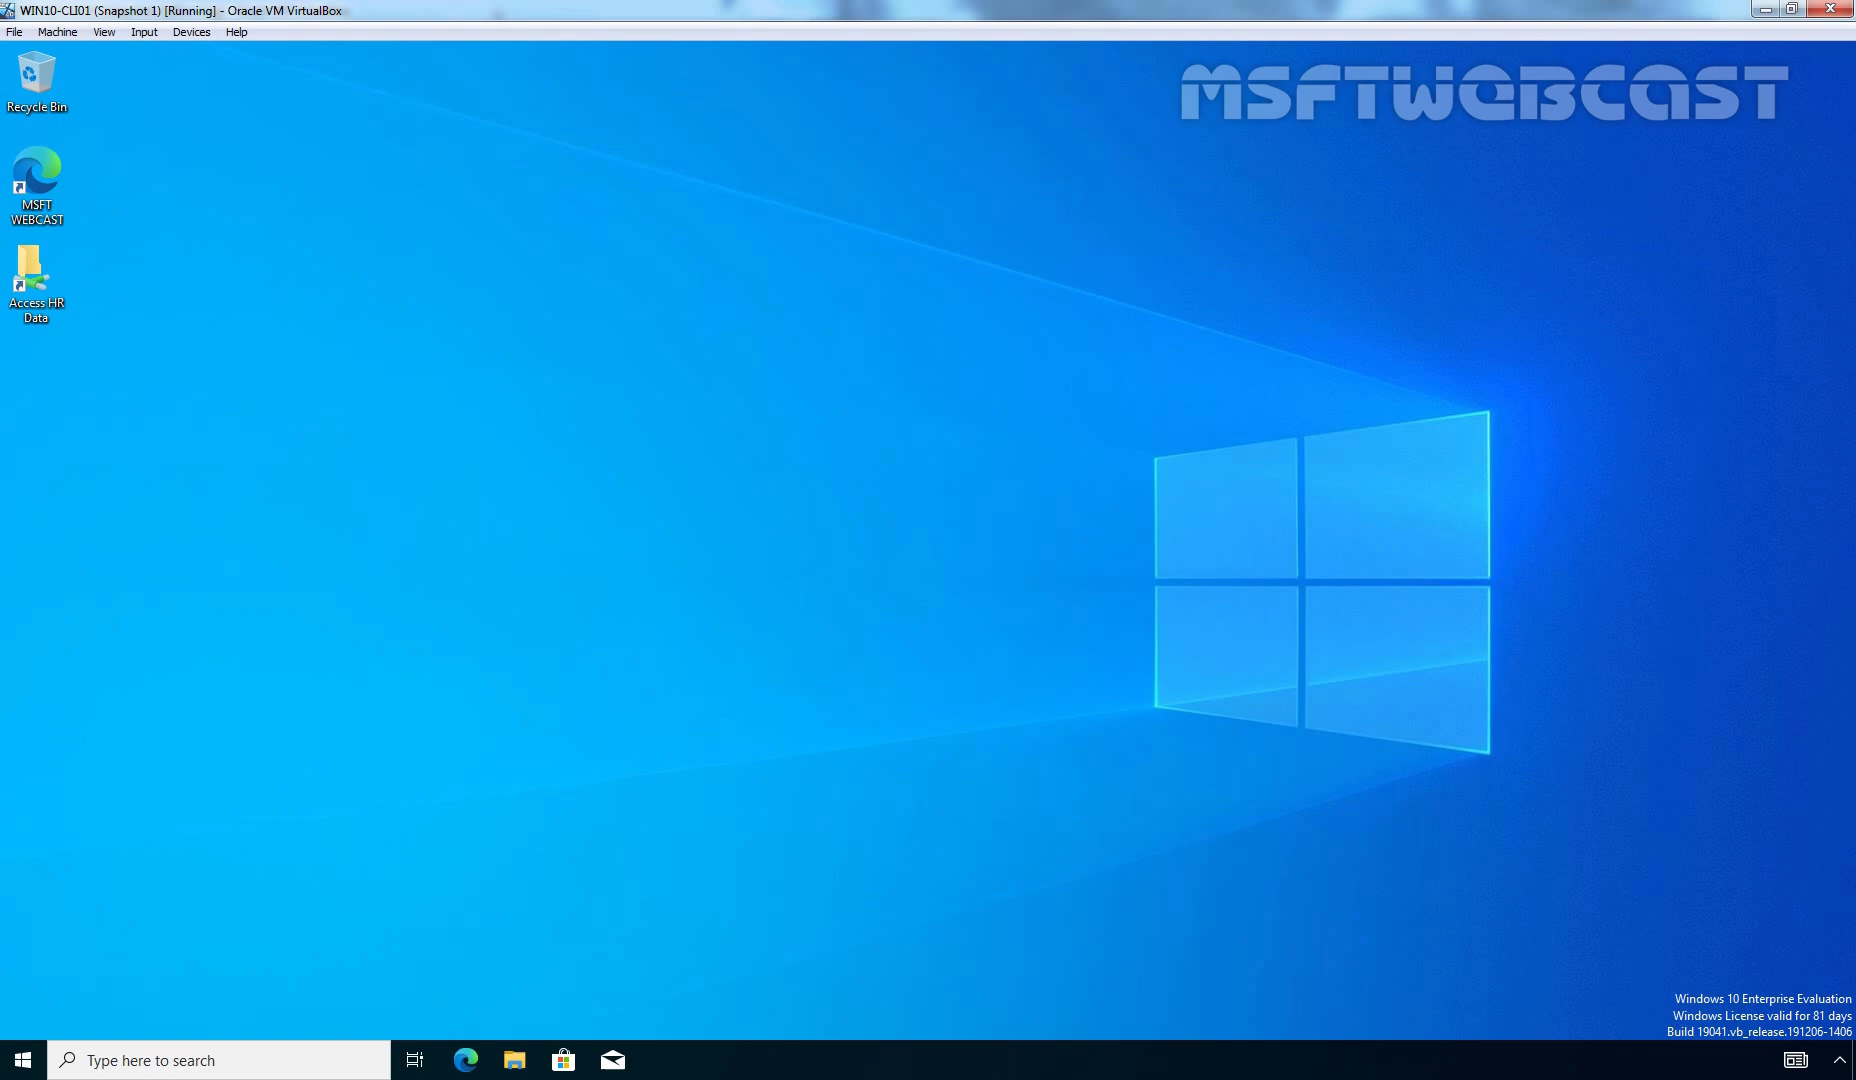 WIN10-CLI01 (Snapshot 1) [Running] - Oracle VM VirtualBox
File Machine View Input Devices Help
MSFTWEBCAST
Recycle Bin
MSFT
WEBCAST
Access HR
Data
Windows 10 Enterprise Evaluation
Windows License valid for 81 days
Build 19041.vb_release.191206-1406
Type here to search